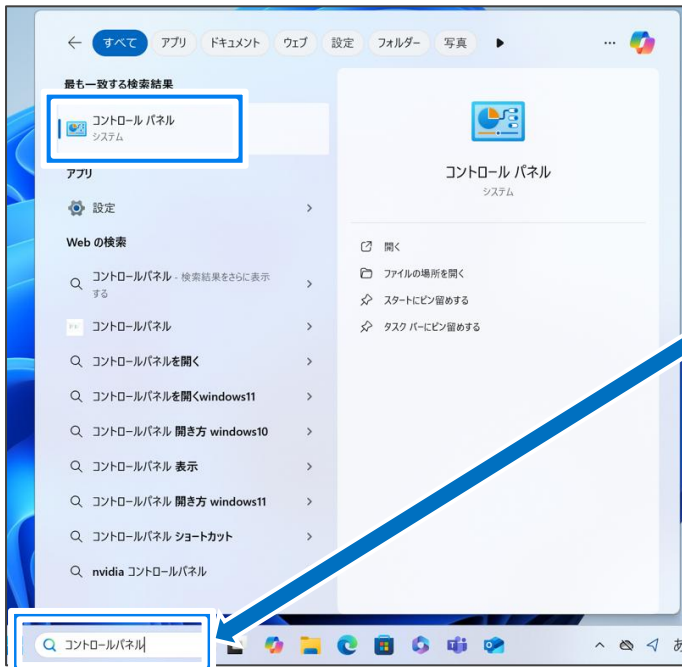 すべて アプリ ドキュメント ウェブ 設定 フォルダー 写真
最も一致する検索結果
コントロール パネル
システム
アプリ
設定
Web の検索
コントロールパネル - 検索結果をさらに表示
する
コントロールパネル
コントロールパネルを開く
コントロールパネルを開くwindows11
コントロールパネル 開き方 windows10
コントロールパネル 表示
コントロールパネル 開き方 windows11
コントロールパネル ショートカット
nvidia コントロールパネル
コントロール パネル
システム
開く
ファイルの場所を開く
スタートにピン留めする
タスク バーにピン留めする
コントロールパネル
あ